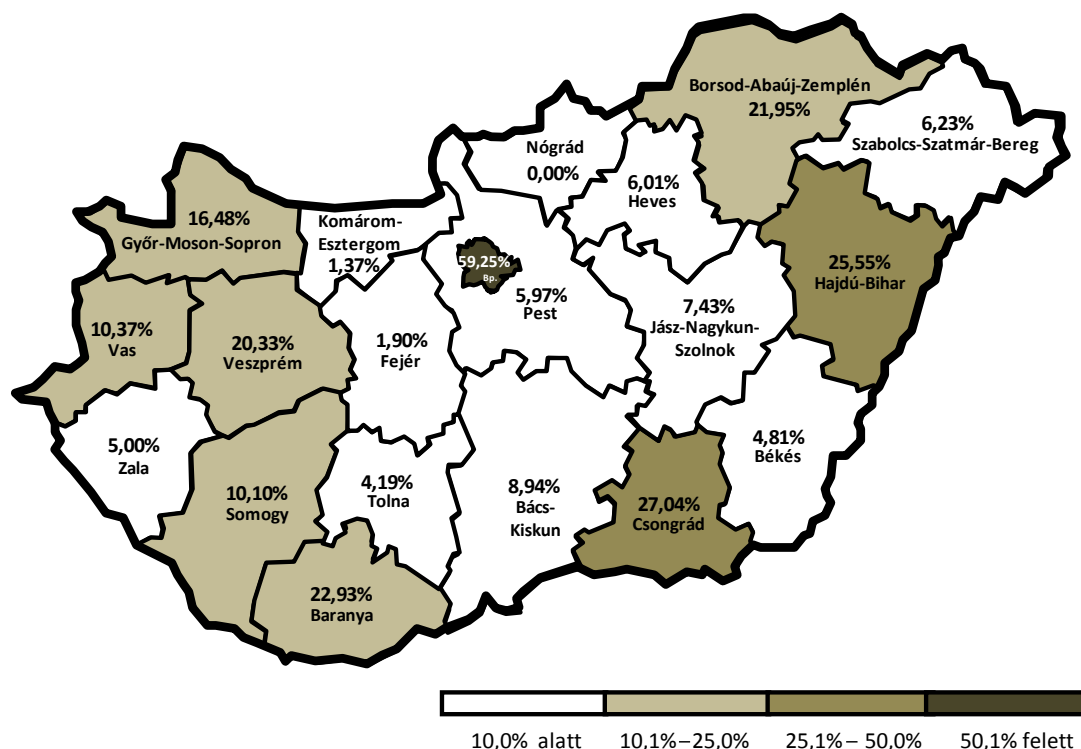 Borsod-Abaúj-Zemplén
21,95%
6,23%
Szabolcs-Szatmár-Bereg
Nógrád
0,00%
6,01%
Heves
16,48%
Győr-Moson-Sopron
Komárom-
Esztergom
1,37%
59,25%
Bp.
5,97%
Pest
25,55%
Hajdú-Bihar
7,43%
Jász-Nagykun-
Szolnok
10,37%
Vas
20,33%
Veszprém
1,90%
Fejér
5,00%
Zala
10,10%
Somogy
4,19%
Tolna
8,94%
Bács-
Kiskun
27,04%
Csongrád
4,81%
Békés
22,93%
Baranya
10,0% alatt
10,1%–25,0%
25,1%– 50,0%
50,1% felett